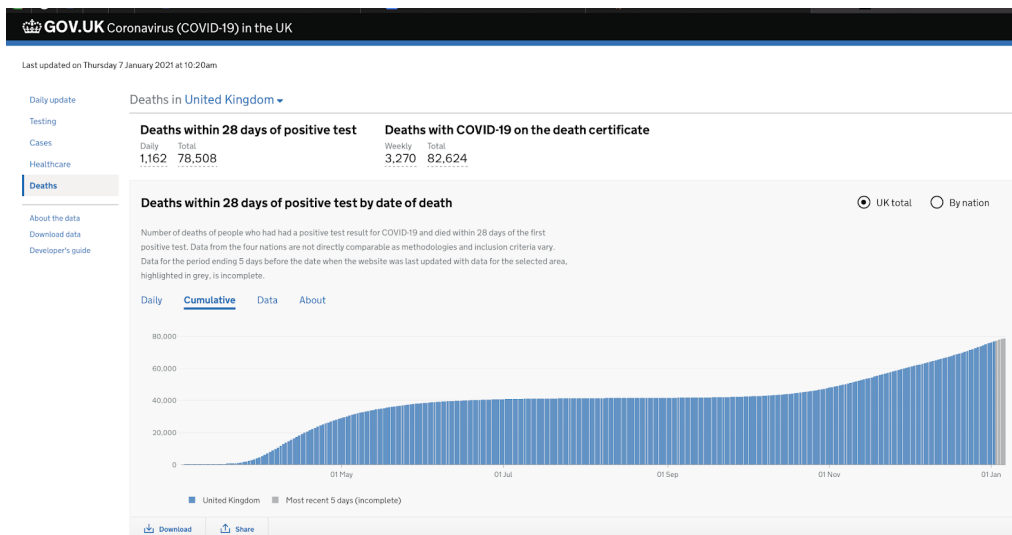 GOV.UK Coronavirus (COVID-19) in the UK
Last updated on Thursday 7 January 2021 at 10:20am
Daily update
Testing
Cases
Healthcare
Deaths
About the data
Download data
Developer's guide
Deaths in United Kingdom
Deaths within 28 days of positive test
Daily Total
1,162 78,508
Deaths with COVID-19 on the death certificate
Weekly Total
3,270 82,624
Deaths within 28 days of positive test by date of death
UK total By nation
Number of deaths of people who had had a positive test result for COVID-19 and died within 28 days of the first
positive test. Data from the four nations are not directly comparable as methodologies and inclusion criteria vary.
Data for the period ending 5 days before the date when the website was last updated with data for the selected area,
highlighted in grey, is incomplete.
Daily Cumulative Data About
80,000
60,000
40,000
20,000
0
01 May 01 Jul 01 Sep 01 Nov 01 Jan
United Kingdom Most recent 5 days (incomplete)
Download Share